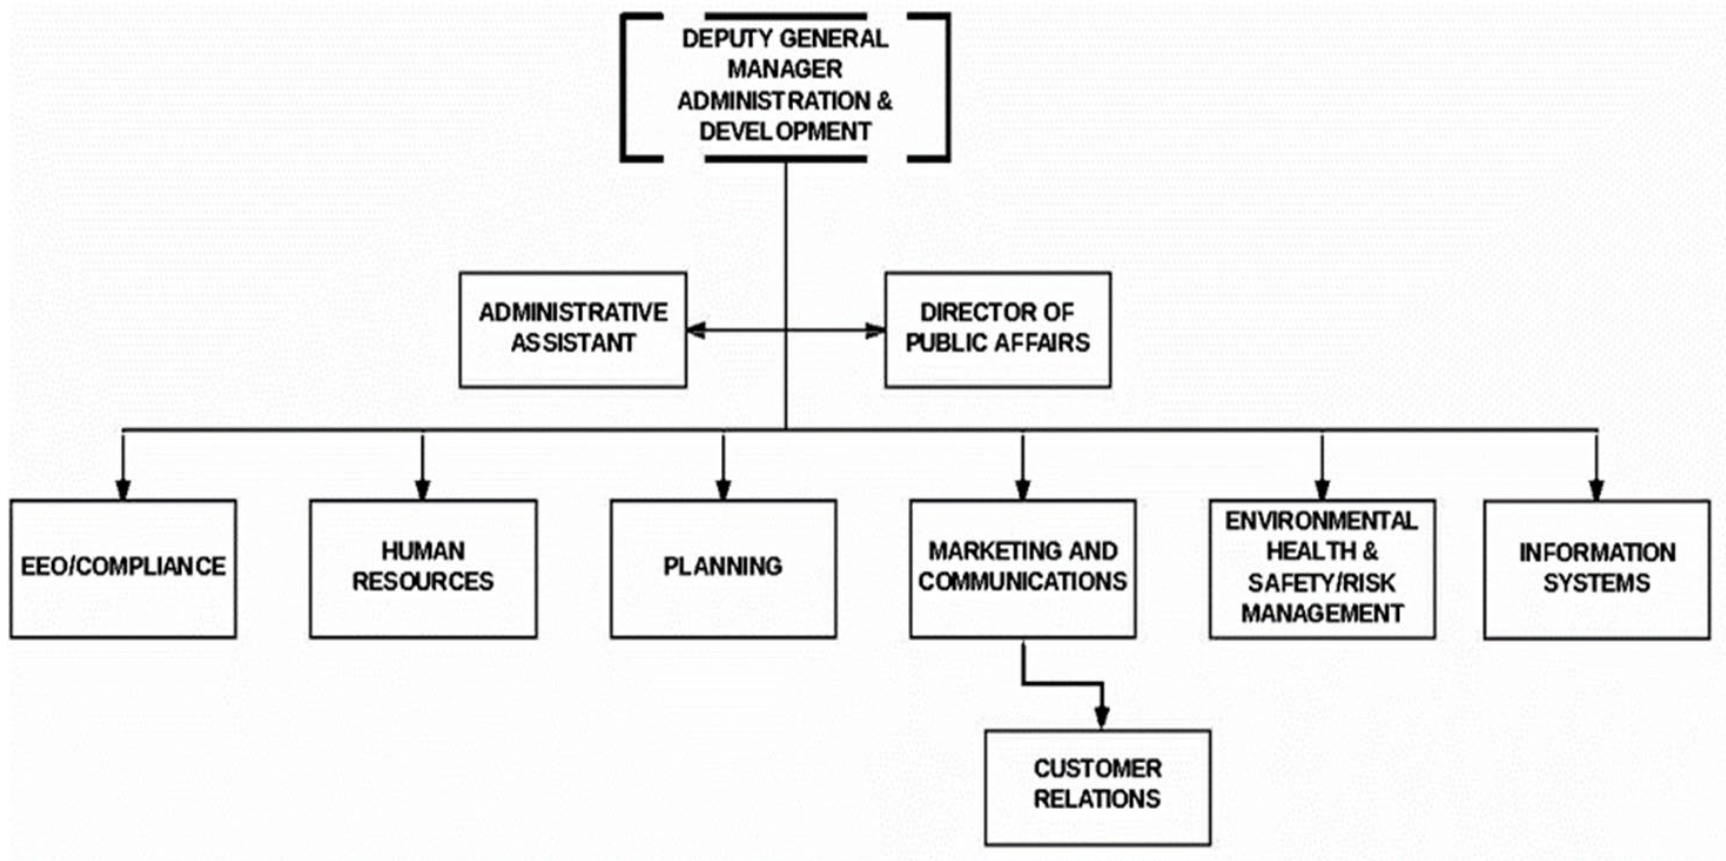 DEPUTY GENERAL
MANAGER
ADMINISTRATION &
DEVELOPMENT
ADMINISTRATIVE
ASSISTANT
DIRECTOR OF
PUBLIC AFFAIRS
EEO/COMPLIANCE
HUMAN
RESOURCES
PLANNING
MARKETING AND
COMMUNICATIONS
ENVIRONMENTAL
HEALTH &
SAFETY/RISK
MANAGEMENT
INFORMATION
SYSTEMS
CUSTOMER
RELATIONS